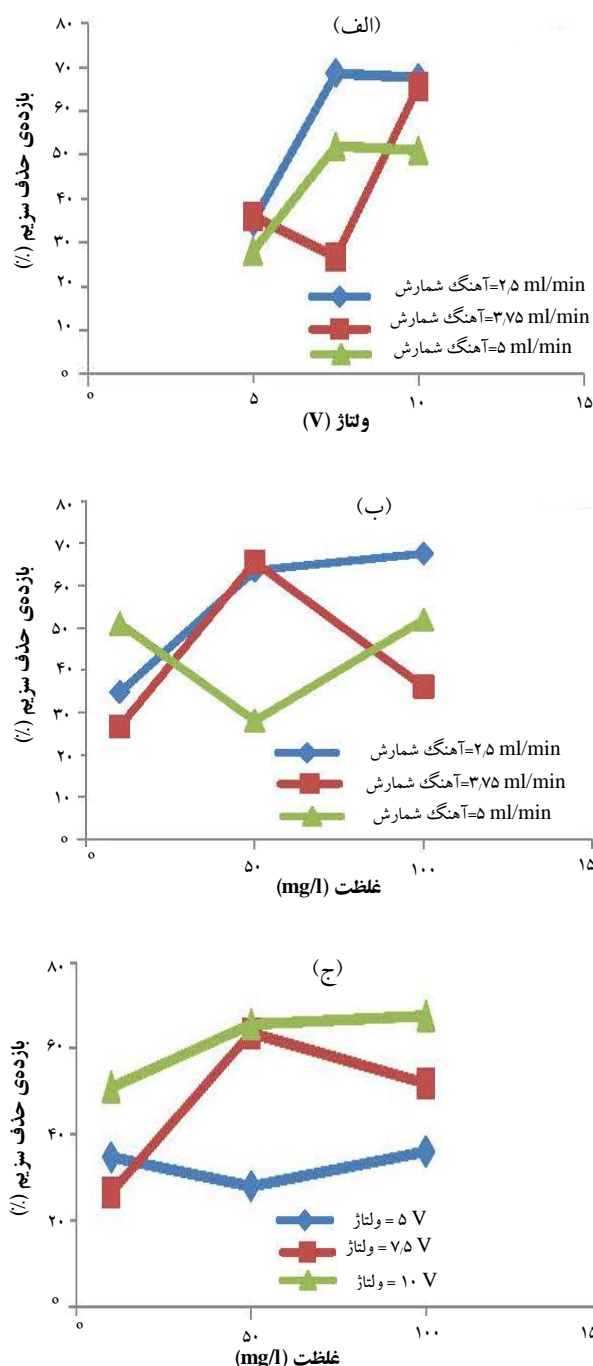 (الف)
بازده‌ی حذف سزیم (٪)
۸۰
۷۰
۶۰
۵۰
۴۰
۳۰
۲۰
۱۰
۰
۰
۵
۱۰
۱۵
ولتاژ (V)
آهنگ شمارش=۲٫۵ ml/min
آهنگ شمارش=۳٫۷۵ ml/min
آهنگ شمارش=۵ ml/min
(ب)
بازده‌ی حذف سزیم (٪)
۸۰
۷۰
۶۰
۵۰
۴۰
۳۰
۲۰
۱۰
۰
۰
۵۰
۱۰۰
۱۵
غلظت (mg/l)
آهنگ شمارش=۲٫۵ ml/min
آهنگ شمارش=۳٫۷۵ ml/min
آهنگ شمارش=۵ ml/min
(ج)
بازده‌ی حذف سزیم (٪)
۸۰
۶۰
۴۰
۲۰
۰
۰
۵۰
۱۰۰
۱۵
غلظت (mg/l)
ولتاژ = ۵ V
ولتاژ = ۷٫۵ V
ولتاژ = ۱۰ V